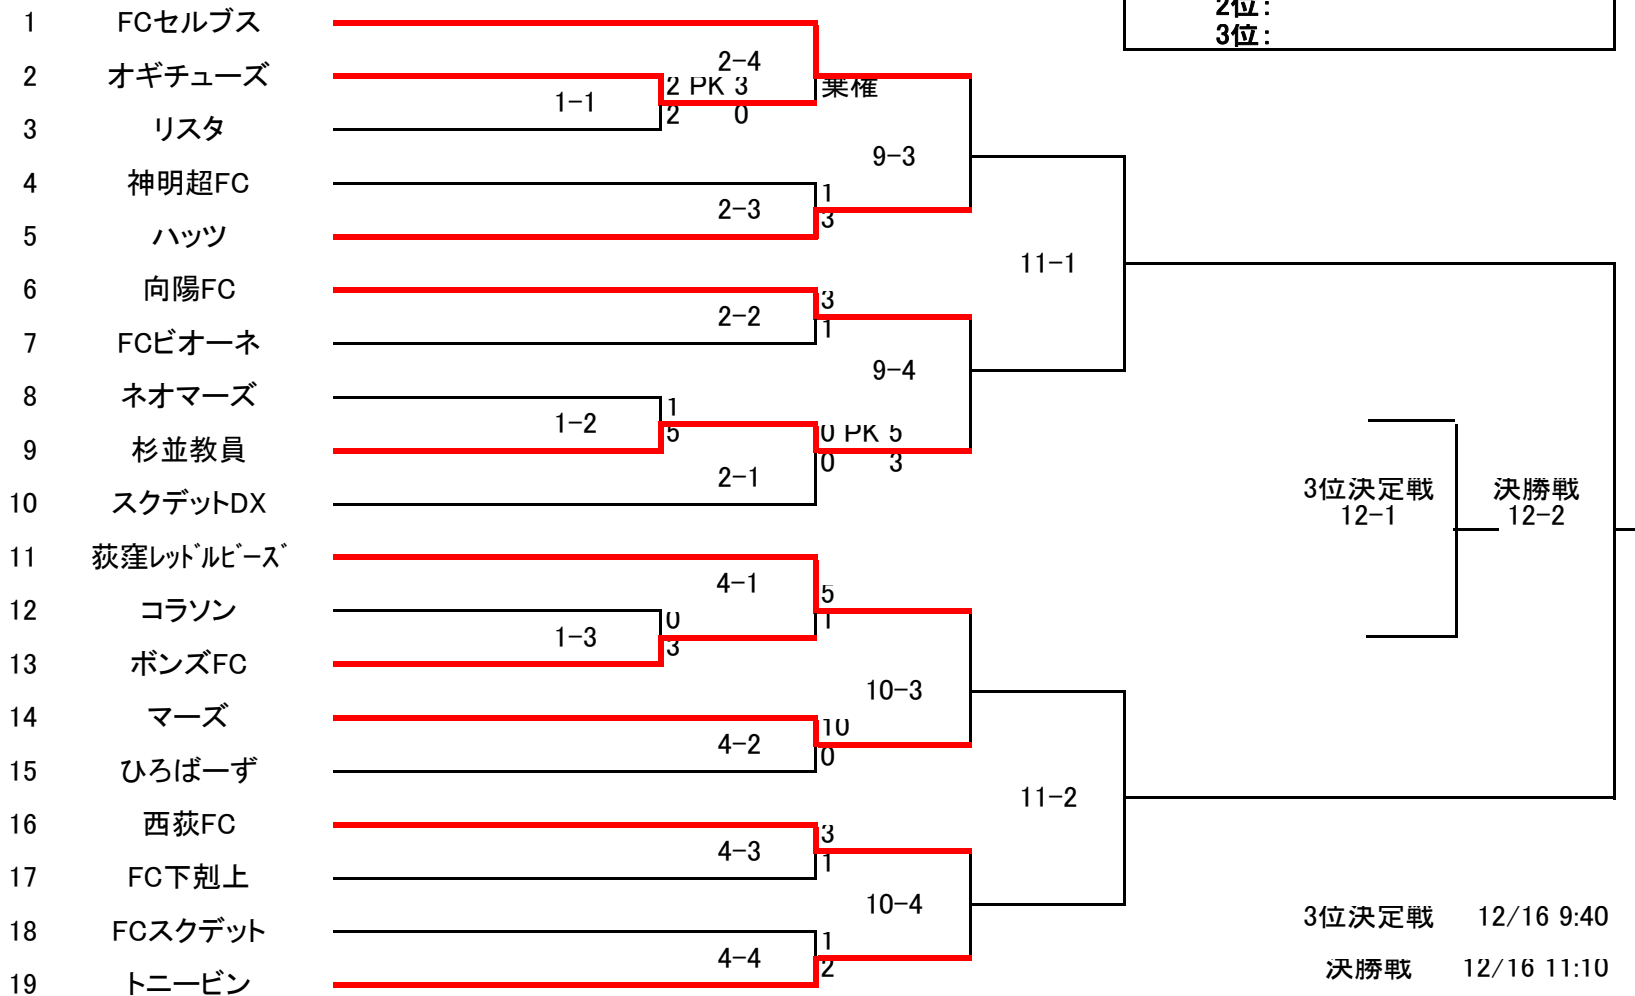 2位：
3位：
1 FCセルブス
2-4
2 オギチューズ
2 PK 3
棄権
1-1
2 0
3 リスタ
9-3
4 神明超FC
1
2-3
3
5 ハッツ
11-1
6 向陽FC
3
2-2
1
7 FCビオーネ
9-4
8 ネオマーズ
1
1-2
5
0 PK 5
9 杉並教員
0 3
2-1
10 スクデットDX
3位決定戦
12-1
決勝戦
12-2
11 荻窪ﾚｯﾄﾞﾙﾋﾞｰｽﾞ
4-1
5
12 コラソン
0
1
1-3
3
13 ボンズFC
10-3
14 マーズ
10
4-2
0
15 ひろばーず
11-2
16 西荻FC
3
4-3
1
17 FC下剋上
10-4
3位決定戦 12/16 9:40
18 FCスクデット
1
4-4
2
決勝戦 12/16 11:10
19 トニービン